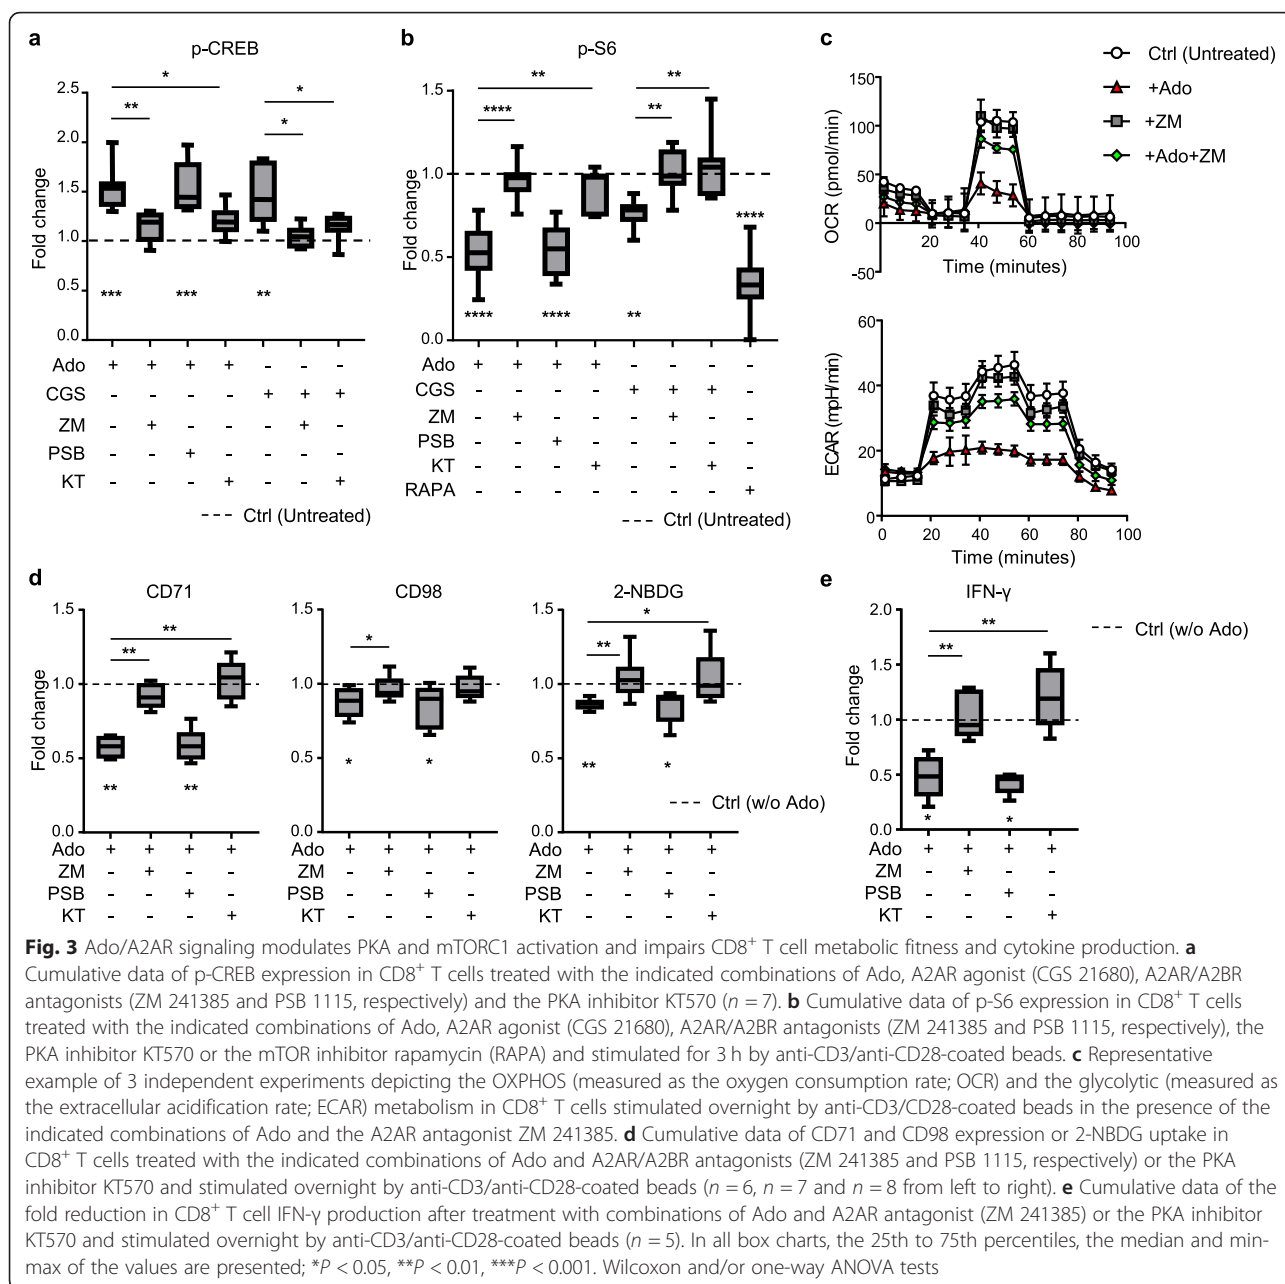 a
p-CREB
* 
**
*
*
2.5
2.0
1.5
1.0
0.5
0.0
Fold change
*** *** **
Ado + + + + - - -
CGS - - - - + + +
ZM - + - - - + -
PSB - - + - - - -
KT - - - + - - +
--- Ctrl (Untreated)
b
p-S6
** **
**** **
1.5
1.0
0.5
0.0
Fold change
****
**** **** **
Ado + + + + - - - -
CGS - - - - + + + -
ZM - + - - - + - -
PSB - - + - - - - -
KT - - - + - - + -
RAPA - - - - - - - +
--- Ctrl (Untreated)
c
Ctrl (Untreated)
+Ado
+ZM
+Ado+ZM
150
100
50
0
-50
OCR (pmol/min)
20 40 60 80 100
Time (minutes)
60
40
20
0
ECAR (mpH/min)
0 20 40 60 80 100
Time (minutes)
d
CD71
**
**
1.5
1.0
0.5
0.0
Fold change
** **
Ado + + + +
ZM - + - -
PSB - - + -
KT - - - +
CD98
*
1.5
1.0
0.5
0.0
* *
+ + + +
- + - -
- - + -
- - - +
2-NBDG
*
**
1.5
1.0
0.5
0.0
** *
--- Ctrl (w/o Ado)
+ + + +
- + - -
- - + -
- - - +
e
IFN-γ
**
**
2.0
1.5
1.0
0.5
0.0
Fold change
* *
--- Ctrl (w/o Ado)
Ado + + + +
ZM - + - -
PSB - - + -
KT - - - +
Fig. 3 Ado/A2AR signaling modulates PKA and mTORC1 activation and impairs CD8⁺ T cell metabolic fitness and cytokine production. a
Cumulative data of p-CREB expression in CD8⁺ T cells treated with the indicated combinations of Ado, A2AR agonist (CGS 21680), A2AR/A2BR
antagonists (ZM 241385 and PSB 1115, respectively) and the PKA inhibitor KT570 (n = 7). b Cumulative data of p-S6 expression in CD8⁺ T cells
treated with the indicated combinations of Ado, A2AR agonist (CGS 21680), A2AR/A2BR antagonists (ZM 241385 and PSB 1115, respectively), the
PKA inhibitor KT570 or the mTOR inhibitor rapamycin (RAPA) and stimulated for 3 h by anti-CD3/anti-CD28-coated beads. c Representative
example of 3 independent experiments depicting the OXPHOS (measured as the oxygen consumption rate; OCR) and the glycolytic (measured as
the extracellular acidification rate; ECAR) metabolism in CD8⁺ T cells stimulated overnight by anti-CD3/CD28-coated beads in the presence of the
indicated combinations of Ado and the A2AR antagonist ZM 241385. d Cumulative data of CD71 and CD98 expression or 2-NBDG uptake in
CD8⁺ T cells treated with the indicated combinations of Ado and A2AR/A2BR antagonists (ZM 241385 and PSB 1115, respectively) or the PKA
inhibitor KT570 and stimulated overnight by anti-CD3/anti-CD28-coated beads (n = 6, n = 7 and n = 8 from left to right). e Cumulative data of the
fold reduction in CD8⁺ T cell IFN-γ production after treatment with combinations of Ado and A2AR antagonist (ZM 241385) or the PKA inhibitor
KT570 and stimulated overnight by anti-CD3/anti-CD28-coated beads (n = 5). In all box charts, the 25th to 75th percentiles, the median and min-
max of the values are presented; *P < 0.05, **P < 0.01, ***P < 0.001. Wilcoxon and/or one-way ANOVA tests